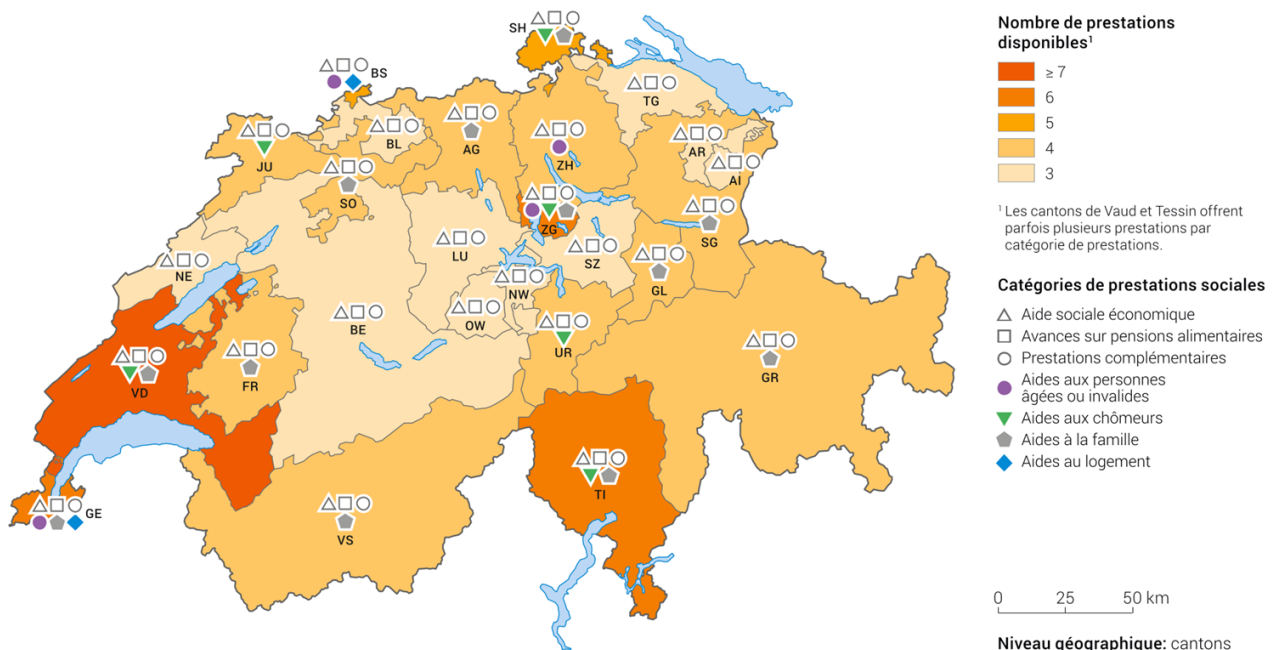 SH
BS
TG
BL
AG
AR
JU
ZH
AI
SO
ZG
SG
LU
SZ
NE
GL
NW
BE
OW
UR
FR
GR
VD
TI
GE
VS
Nombre de prestations
disponibles¹
≥ 7
6
5
4
3
¹ Les cantons de Vaud et Tessin offrent
parfois plusieurs prestations par
catégorie de prestations.
Catégories de prestations sociales
Aide sociale économique
Avances sur pensions alimentaires
Prestations complémentaires
Aides aux personnes
âgées ou invalides
Aides aux chômeurs
Aides à la famille
Aides au logement
0 25 50 km
Niveau géographique: cantons